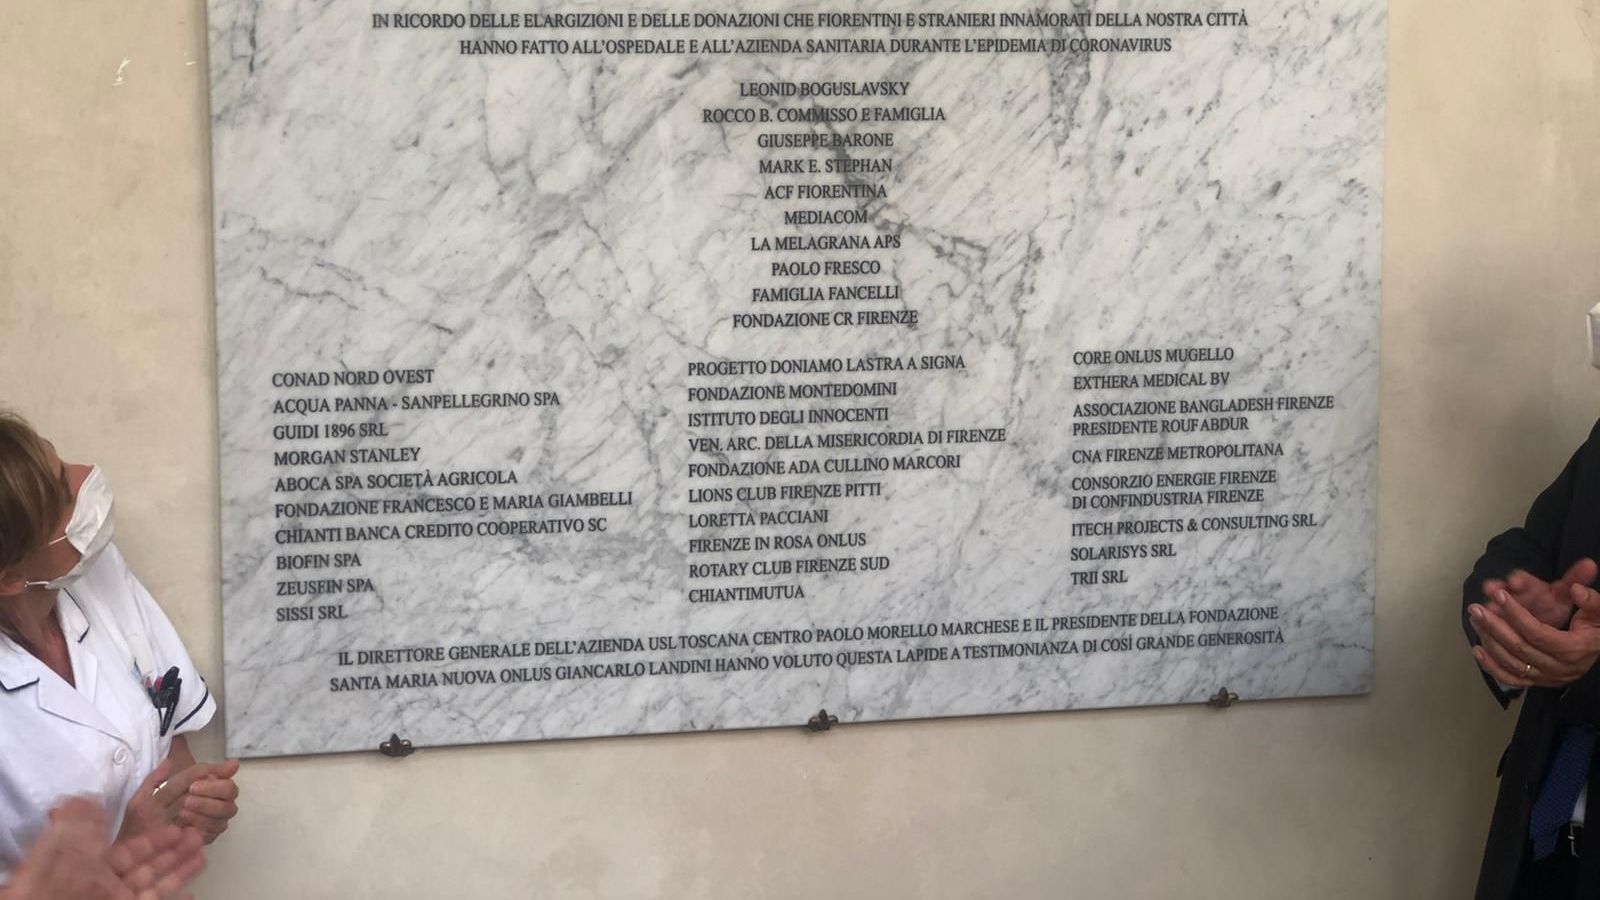 IN RICORDO DELLE ELARGIZIONI E DELLE DONAZIONI CHE FIORENTINI E STRANIERI INNAMORATI DELLA NOSTRA CITTÀ
HANNO FATTO ALL'OSPEDALE E ALL'AZIENDA SANITARIA DURANTE L'EPIDEMIA DI CORONAVIRUS
LEONID BOGUSLAVSKY
ROCCO B. COMMISSO E FAMIGLIA
GIUSEPPE BARONE
MARK E. STEPHAN
ACF FIORENTINA
MEDIACOM
LA MELAGRANA APS
PAOLO FRESCO
FAMIGLIA FANCELLI
FONDAZIONE CR FIRENZE
CONAD NORD OVEST
ACQUA PANNA - SANPELLEGRINO SPA
GUIDI 1896 SRL
MORGAN STANLEY
ABOCA SPA SOCIETÀ AGRICOLA
FONDAZIONE FRANCESCO E MARIA GIAMBELLI
CHIANTI BANCA CREDITO COOPERATIVO SC
BIOFIN SPA
ZEUSFIN SPA
SISSI SRL
PROGETTO DONIAMO LASTRA A SIGNA
FONDAZIONE MONTEDOMINI
ISTITUTO DEGLI INNOCENTI
VEN. ARC. DELLA MISERICORDIA DI FIRENZE
FONDAZIONE ADA CULLINO MARCORI
LIONS CLUB FIRENZE PITTI
LORETTA PACCIANI
FIRENZE IN ROSA ONLUS
ROTARY CLUB FIRENZE SUD
CHIANTIMUTUA
CORE ONLUS MUGELLO
EXTHERA MEDICAL BV
ASSOCIAZIONE BANGLADESH FIRENZE
PRESIDENTE ROUF ABDUR
CNA FIRENZE METROPOLITANA
CONSORZIO ENERGIE FIRENZE
DI CONFINDUSTRIA FIRENZE
ITECH PROJECTS & CONSULTING SRL
SOLARISYS SRL
TRII SRL
IL DIRETTORE GENERALE DELL'AZIENDA USL TOSCANA CENTRO PAOLO MORELLO MARCHESE E IL PRESIDENTE DELLA FONDAZIONE
SANTA MARIA NUOVA ONLUS GIANCARLO LANDINI HANNO VOLUTO QUESTA LAPIDE A TESTIMONIANZA DI COSÌ GRANDE GENEROSITÀ